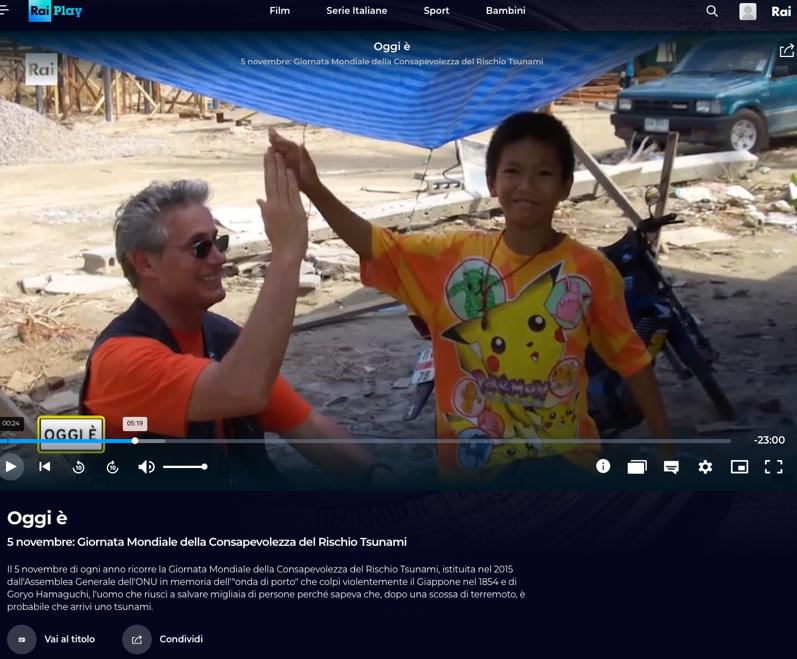 Rai Play
Film
Serie Italiane
Sport
Bambini
Rai
Oggi è
5 novembre: Giornata Mondiale della Consapevolezza del Rischio Tsunami
Rai
POKÉMON
00:24
OGGI È
05:19
-23:00
10
10
Oggi è
5 novembre: Giornata Mondiale della Consapevolezza del Rischio Tsunami
Il 5 novembre di ogni anno ricorre la Giornata Mondiale della Consapevolezza del Rischio Tsunami, istituita nel 2015
dall'Assemblea Generale dell'ONU in memoria dell'"onda di porto" che colpì violentemente il Giappone nel 1854 e di
Goryo Hamaguchi, l'uomo che riuscì a salvare migliaia di persone perché sapeva che, dopo una scossa di terremoto, è
probabile che arrivi uno tsunami.
Vai al titolo
Condividi